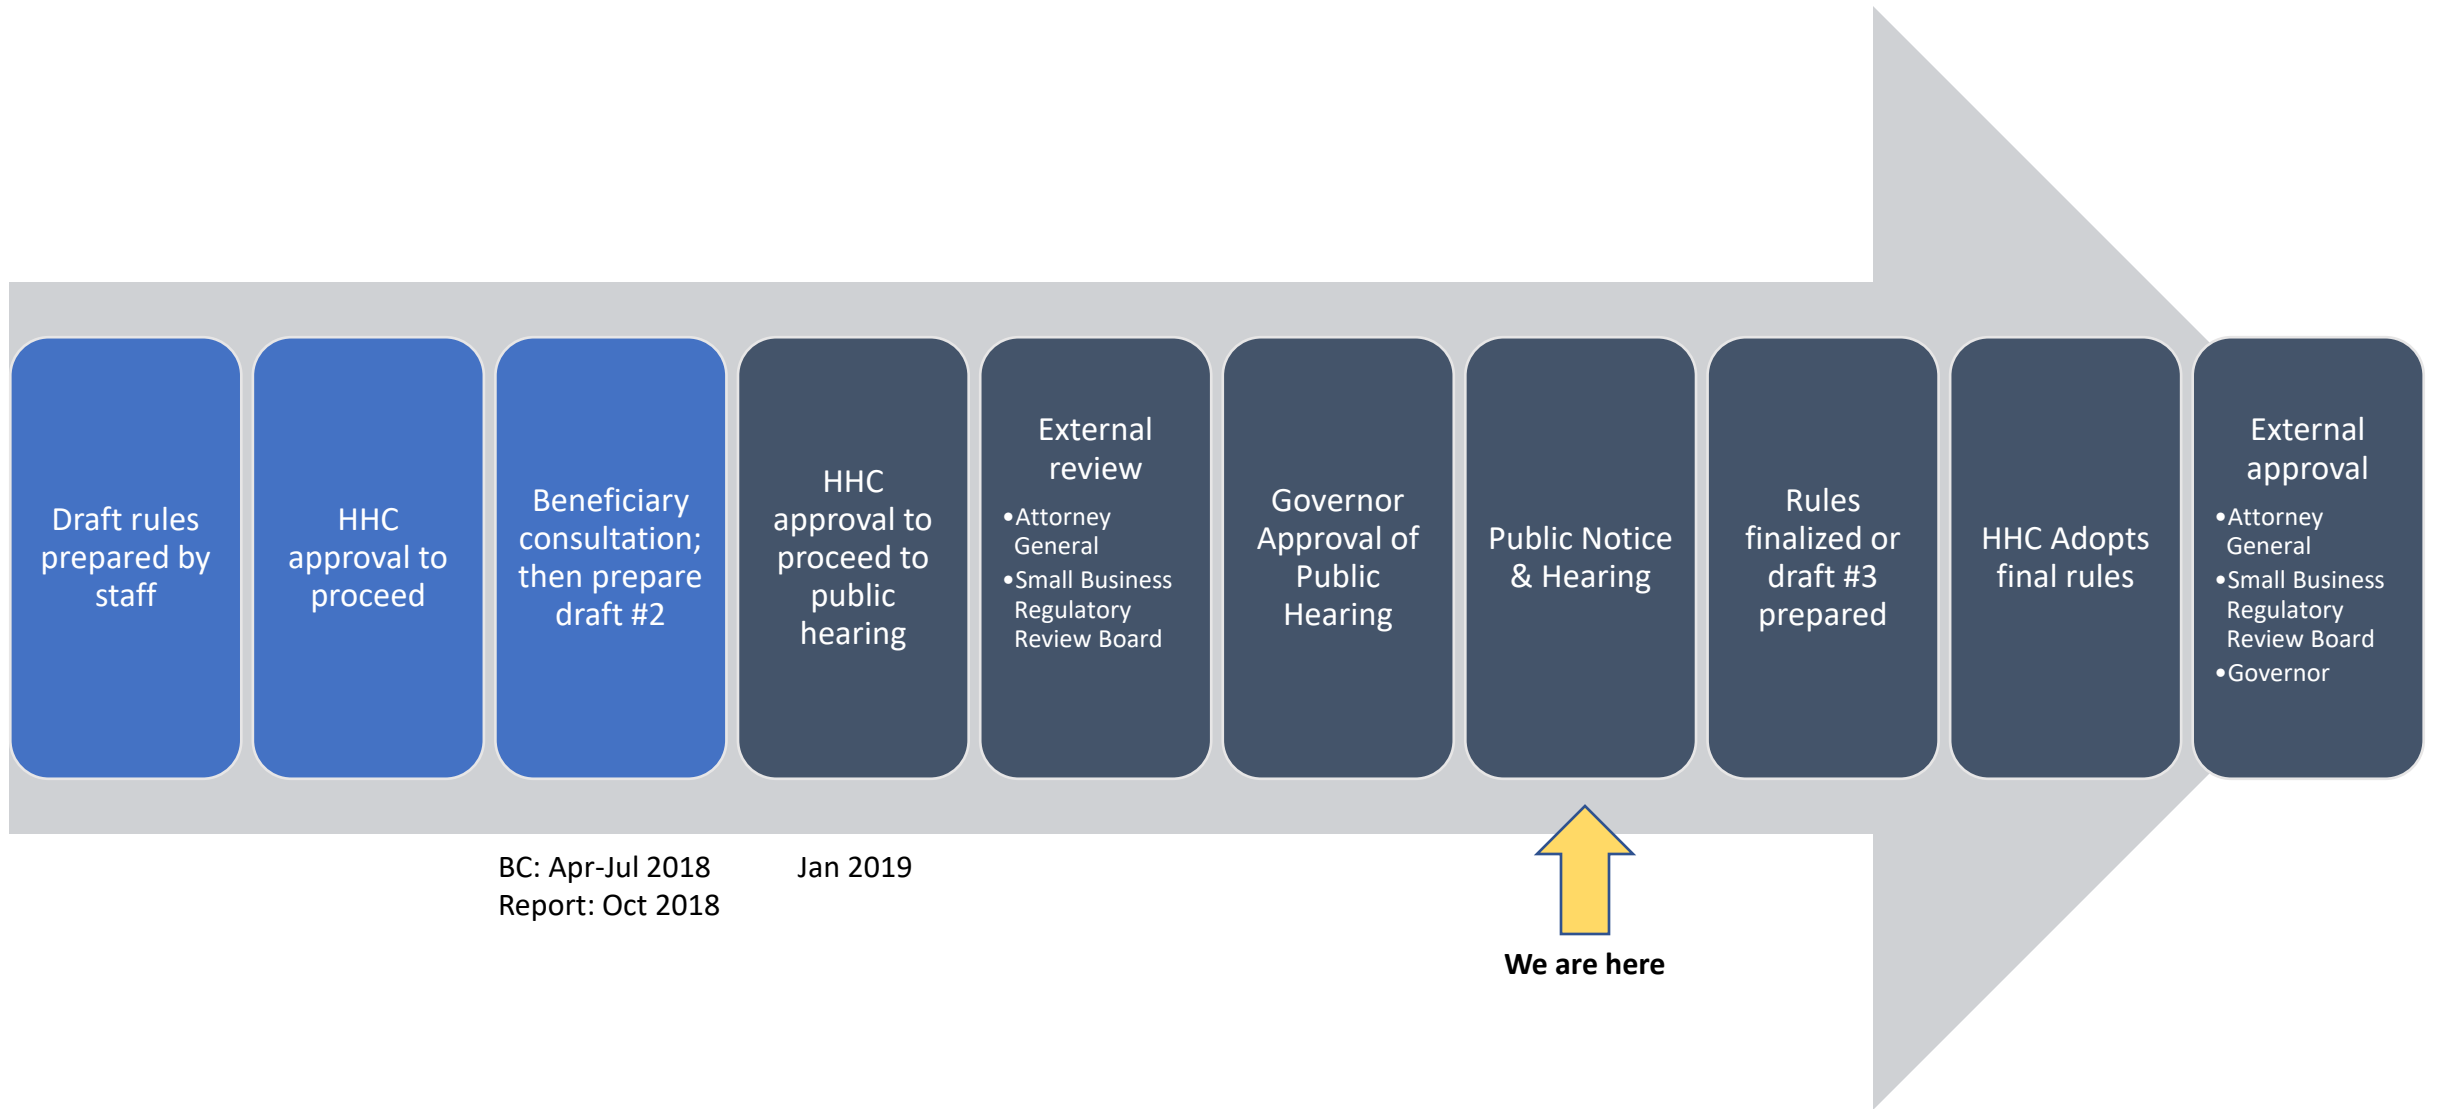 Draft rules
prepared by
staff
HHC
approval to
proceed
Beneficiary
consultation;
then prepare
draft #2
HHC
approval to
proceed to
public
hearing
External
review
•Attorney
General
•Small Business
Regulatory
Review Board
Governor
Approval of
Public
Hearing
Public Notice
& Hearing
Rules
finalized or
draft #3
prepared
HHC Adopts
final rules
External
approval
•Attorney
General
•Small Business
Regulatory
Review Board
•Governor
BC: Apr-Jul 2018
Report: Oct 2018
Jan 2019
We are here